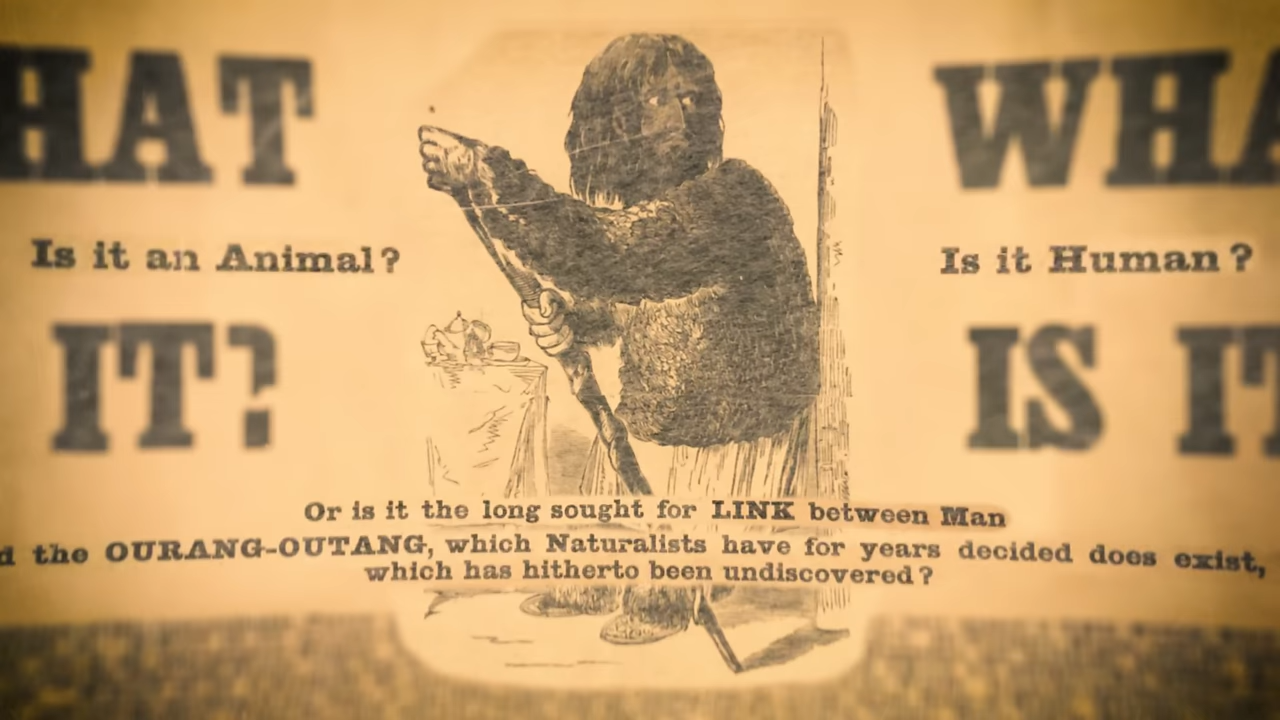 HAT
WHA
Is it an Animal?
Is it Human?
IT?
IS IT
Or is it the long sought for LINK between Man
d the OURANG-OUTANG, which Naturalists have for years decided does exist,
which has hitherto been undiscovered?